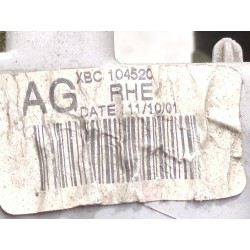 XBC 104520
AG RHE
DATE 11/10/01